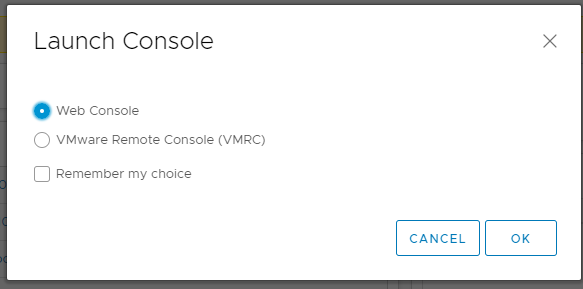 Launch Console
Web Console
VMware Remote Console (VMRC)
Remember my choice
CANCEL OK